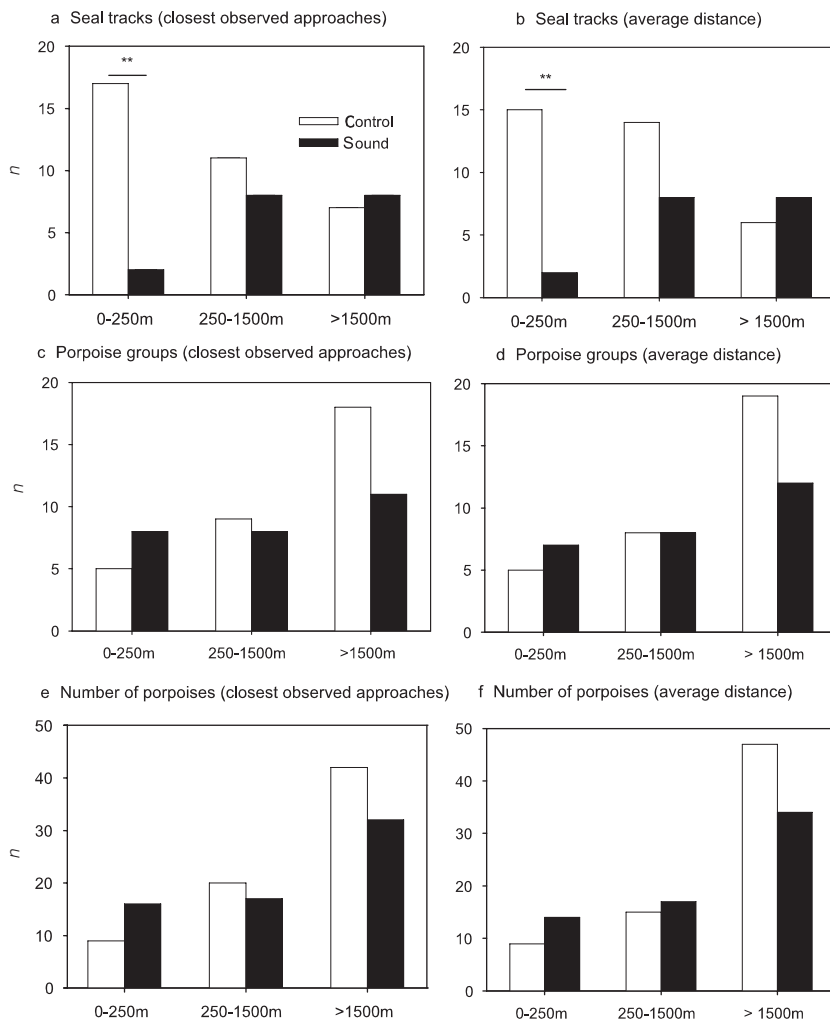 a Seal tracks (closest observed approaches)
20
15
10
5
0
n
**
Control
Sound
0-250m
250-1500m
>1500m
b Seal tracks (average distance)
20
15
10
5
0
**
0-250m
250-1500m
> 1500m
c Porpoise groups (closest observed approaches)
20
15
10
5
0
n
0-250m
250-1500m
>1500m
d Porpoise groups (average distance)
20
15
10
5
0
0-250m
250-1500m
> 1500m
e Number of porpoises (closest observed approaches)
50
40
30
20
10
0
n
0-250m
250-1500m
>1500m
f Number of porpoises (average distance)
50
40
30
20
10
0
0-250m
250-1500m
> 1500m